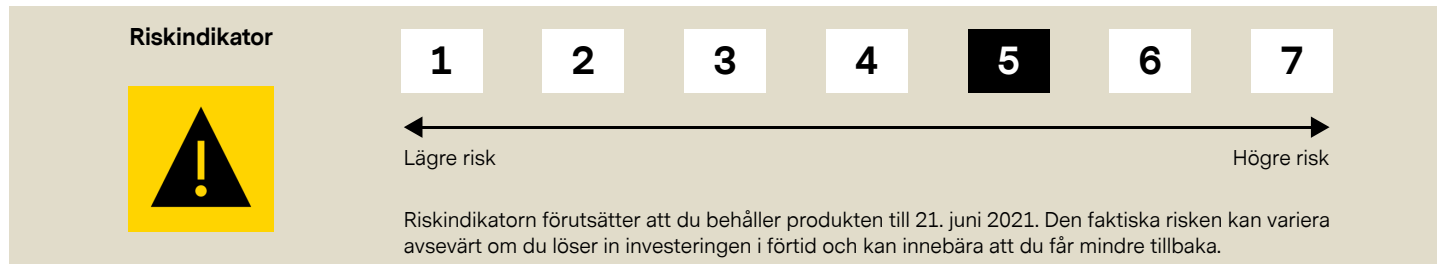 Riskindikator
1 2 3 4 5 6 7
Lägre risk Högre risk
Riskindikatorn förutsätter att du behåller produkten till 21. juni 2021. Den faktiska risken kan variera
avsevärt om du löser in investeringen i förtid och kan innebära att du får mindre tillbaka.